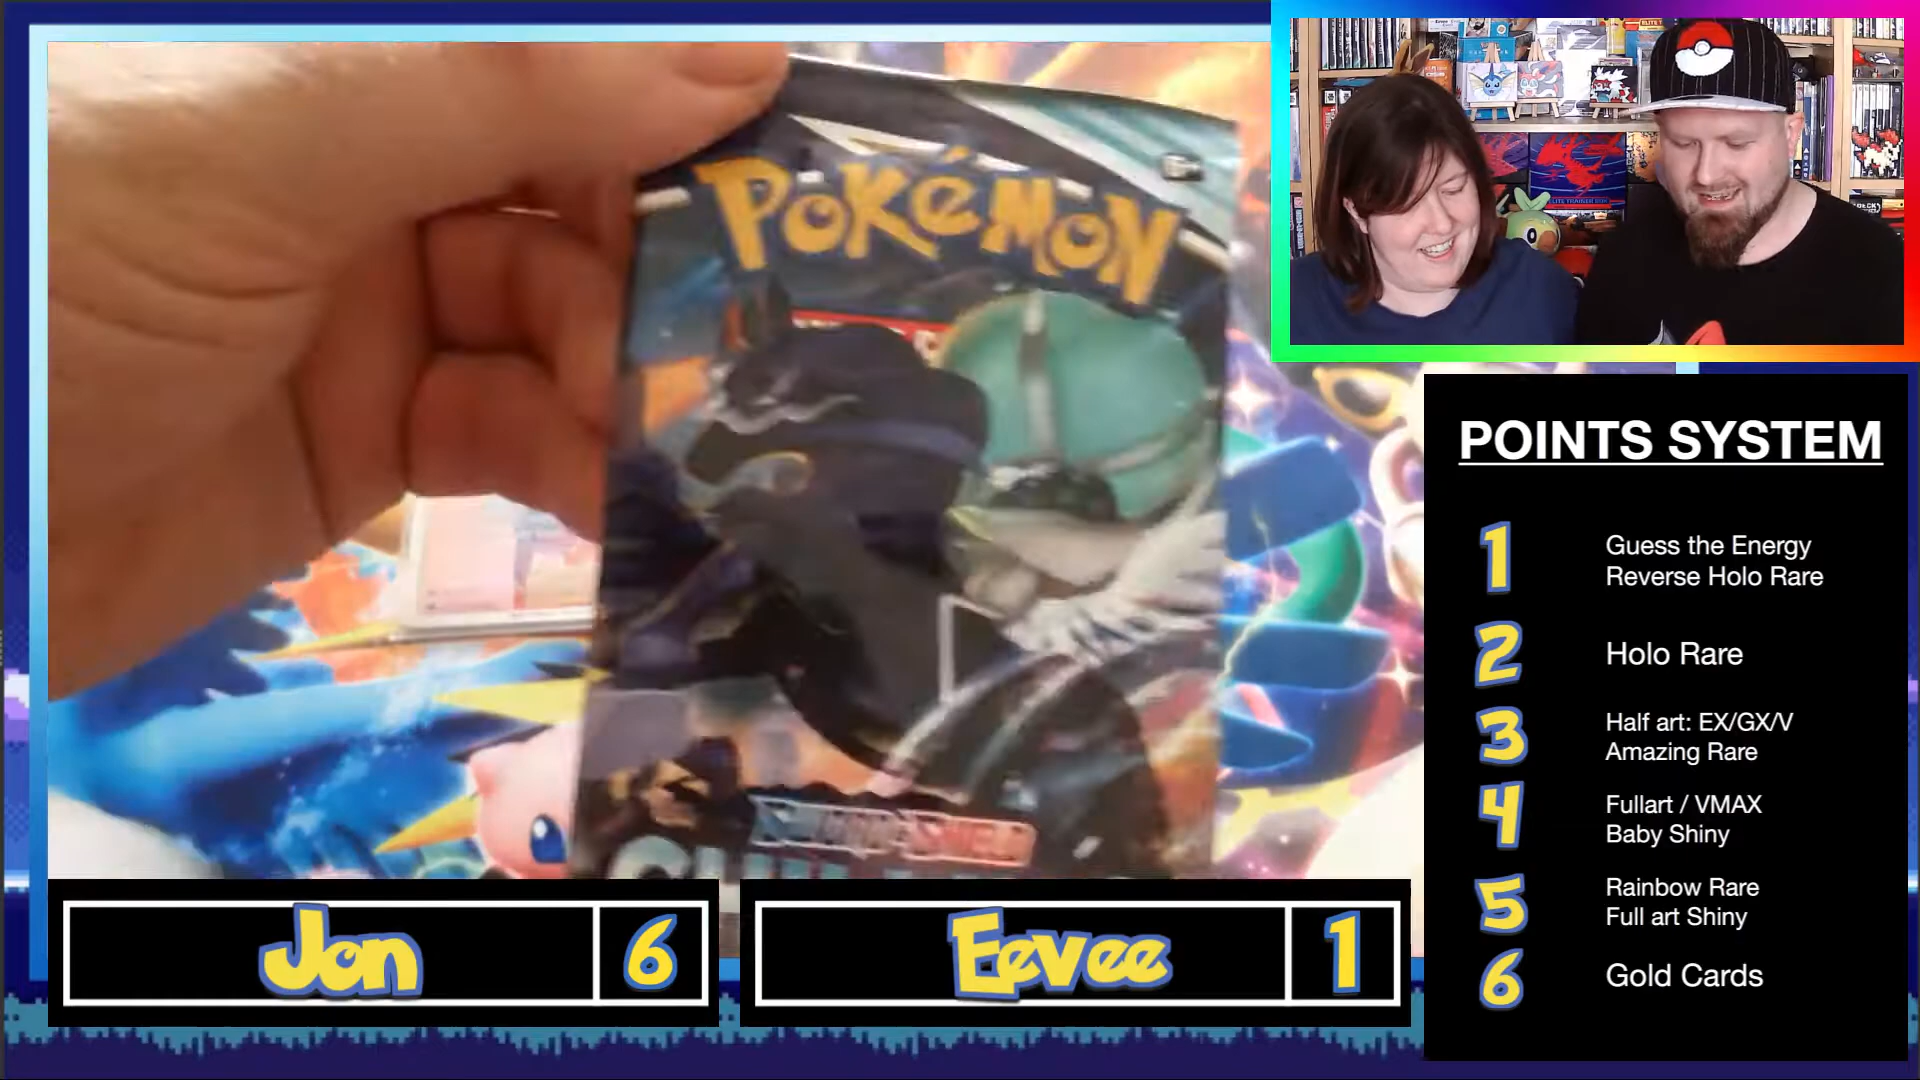 POKéMON
POINTS SYSTEM
1
Guess the Energy
Reverse Holo Rare
2
Holo Rare
3
Half art: EX/GX/V
Amazing Rare
4
Fullart / VMAX
Baby Shiny
5
Rainbow Rare
Full art Shiny
6
Gold Cards
Jon
6
Eevee
1